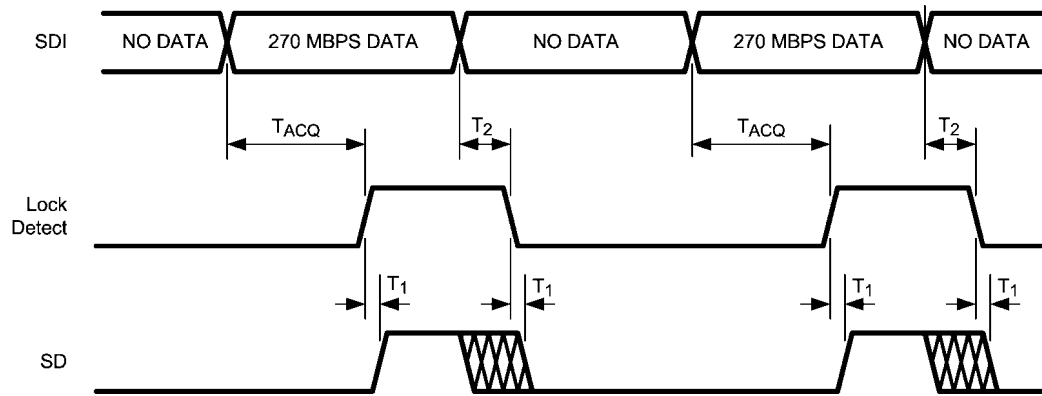 SDI
NO DATA
270 MBPS DATA
NO DATA
270 MBPS DATA
NO DATA
TACQ
T2
TACQ
T2
Lock
Detect
T1
T1
T1
T1
SD